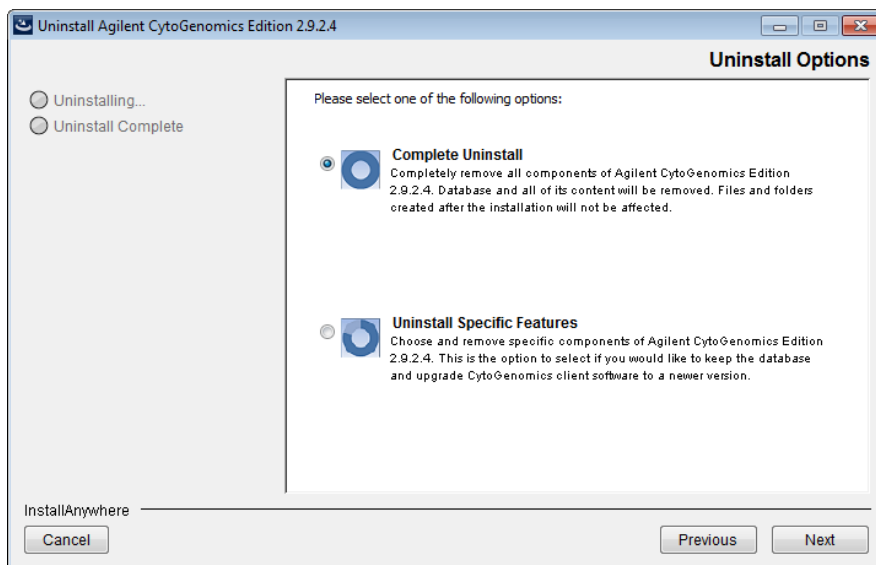 Uninstall Agilent CytoGenomics Edition 2.9.2.4
Uninstall Options
Uninstalling...
Uninstall Complete
Please select one of the following options:
Complete Uninstall
Completely remove all components of Agilent CytoGenomics Edition
2.9.2.4. Database and all of its content will be removed. Files and folders
created after the installation will not be affected.
Uninstall Specific Features
Choose and remove specific components of Agilent CytoGenomics Edition
2.9.2.4. This is the option to select if you would like to keep the database
and upgrade CytoGenomics client software to a newer version.
InstallAnywhere
Cancel
Previous
Next